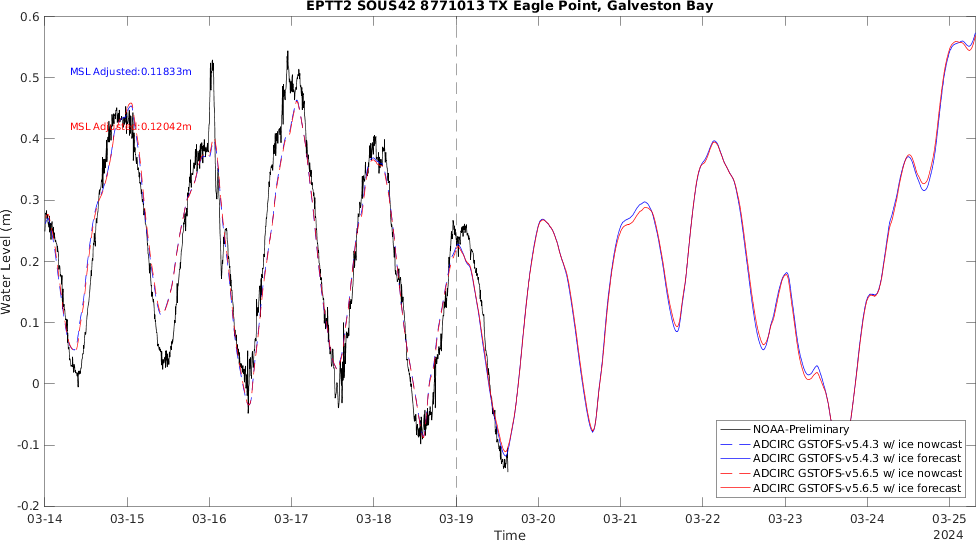 EPTT2 SOUS42 8771013 TX Eagle Point, Galveston Bay
0.6
0.5
0.4
0.3
0.2
0.1
0
-0.1
-0.2
Water Level (m)
MSL Adjusted:0.11833m
MSL Adjusted:0.12042m
NOAA-Preliminary
ADCIRC GSTOFS-v5.4.3 w/ ice nowcast
ADCIRC GSTOFS-v5.4.3 w/ ice forecast
ADCIRC GSTOFS-v5.6.5 w/ ice nowcast
ADCIRC GSTOFS-v5.6.5 w/ ice forecast
03-14 03-15 03-16 03-17 03-18 03-19 03-20 03-21 03-22 03-23 03-24 03-25
2024
Time